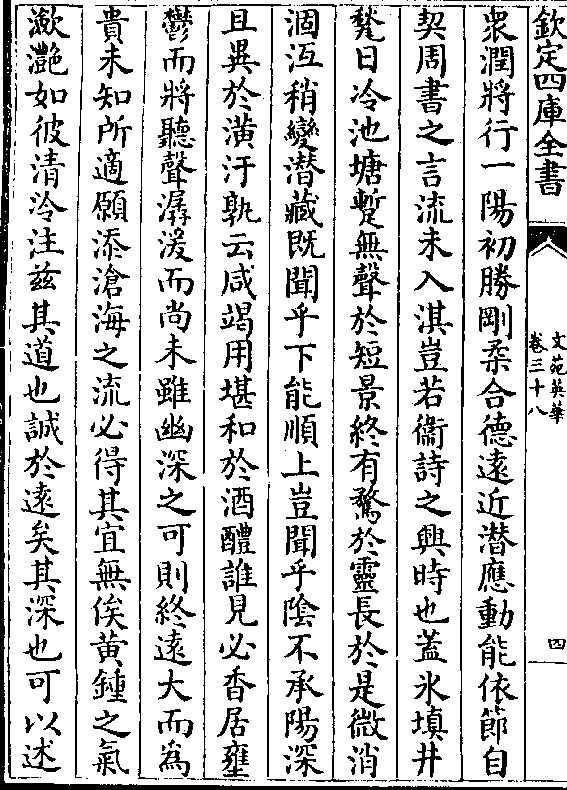 欽定四庫全書
文苑英華
卷三十八
四
衆潤將行一陽初勝剛柔合德遠近潛應動能依節自
契周書之言流未入淇豈若衞詩之興時也蓋氷填井
甃日冷池塘蹔無聲於短景終有鶩於靈長於是微消
涸沍稍變潜藏既聞乎下能順上豈聞乎陰不承陽深
且異於潢汙孰云咸竭用堪和於酒醴誰見必香居壅
鬱而將聽聲潺湲而尚未雖幽深之可則終遠大而為
貴未知所適願添滄海之流必得其宜無俟黄鍾之氣
瀲灔如彼清泠注兹其道也誠於遠矣其深也可以述